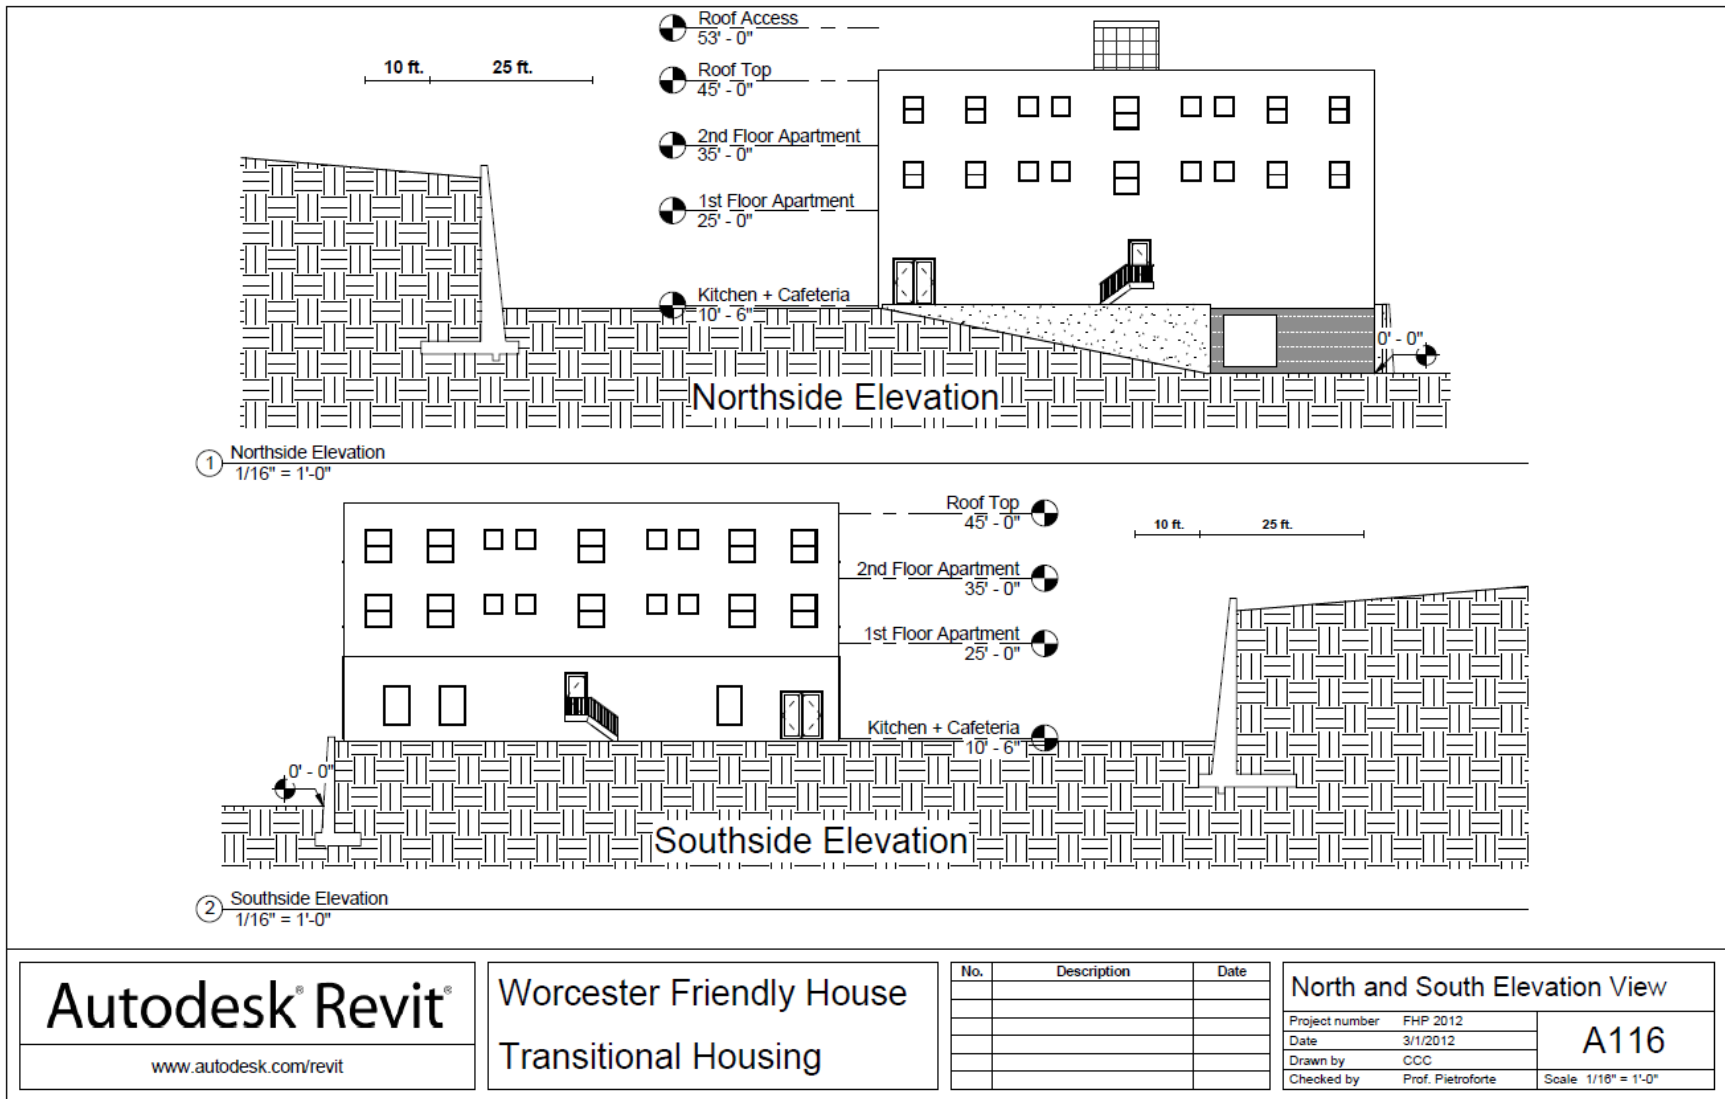 Roof Access
53' - 0"
10 ft. 25 ft.
Roof Top
45' - 0"
2nd Floor Apartment
35' - 0"
1st Floor Apartment
25' - 0"
Kitchen + Cafeteria
10' - 6"
0' - 0"
Northside Elevation
1 Northside Elevation
1/16" = 1'-0"
Roof Top
45' - 0"
10 ft. 25 ft.
2nd Floor Apartment
35' - 0"
1st Floor Apartment
25' - 0"
Kitchen + Cafeteria
10' - 6"
0' - 0"
Southside Elevation
2 Southside Elevation
1/16" = 1'-0"
Autodesk® Revit®
www.autodesk.com/revit
Worcester Friendly House
Transitional Housing
No. Description Date
North and South Elevation View
Project number FHP 2012
Date 3/1/2012
Drawn by CCC
Checked by Prof. Pietroforte
A116
Scale 1/16" = 1'-0"